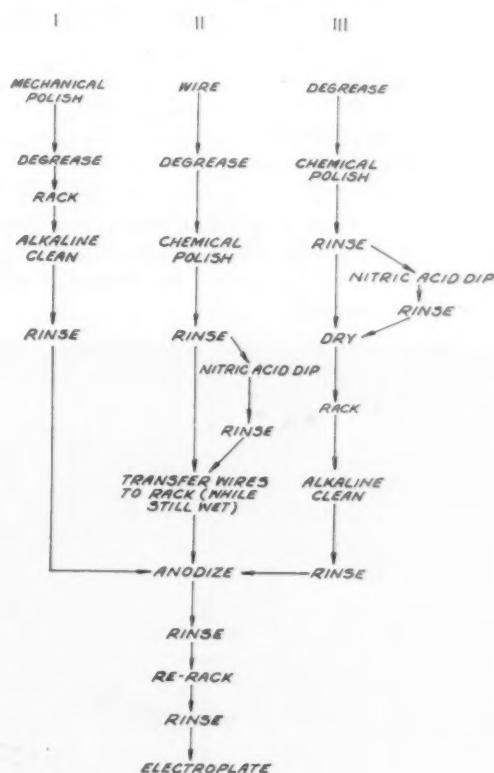 I II III
MECHANICAL
POLISH
DEGREASE
RACK
ALKALINE
CLEAN
RINSE
WIRE
DEGREASE
CHEMICAL
POLISH
RINSE
NITRIC ACID DIP
RINSE
TRANSFER WIRES
TO RACK (WHILE
STILL WET)
DEGREASE
CHEMICAL
POLISH
RINSE
NITRIC ACID DIP
RINSE
DRY
RACK
ALKALINE
CLEAN
RINSE
ANODIZE
RINSE
RE-RACK
RINSE
ELECTROPLATE